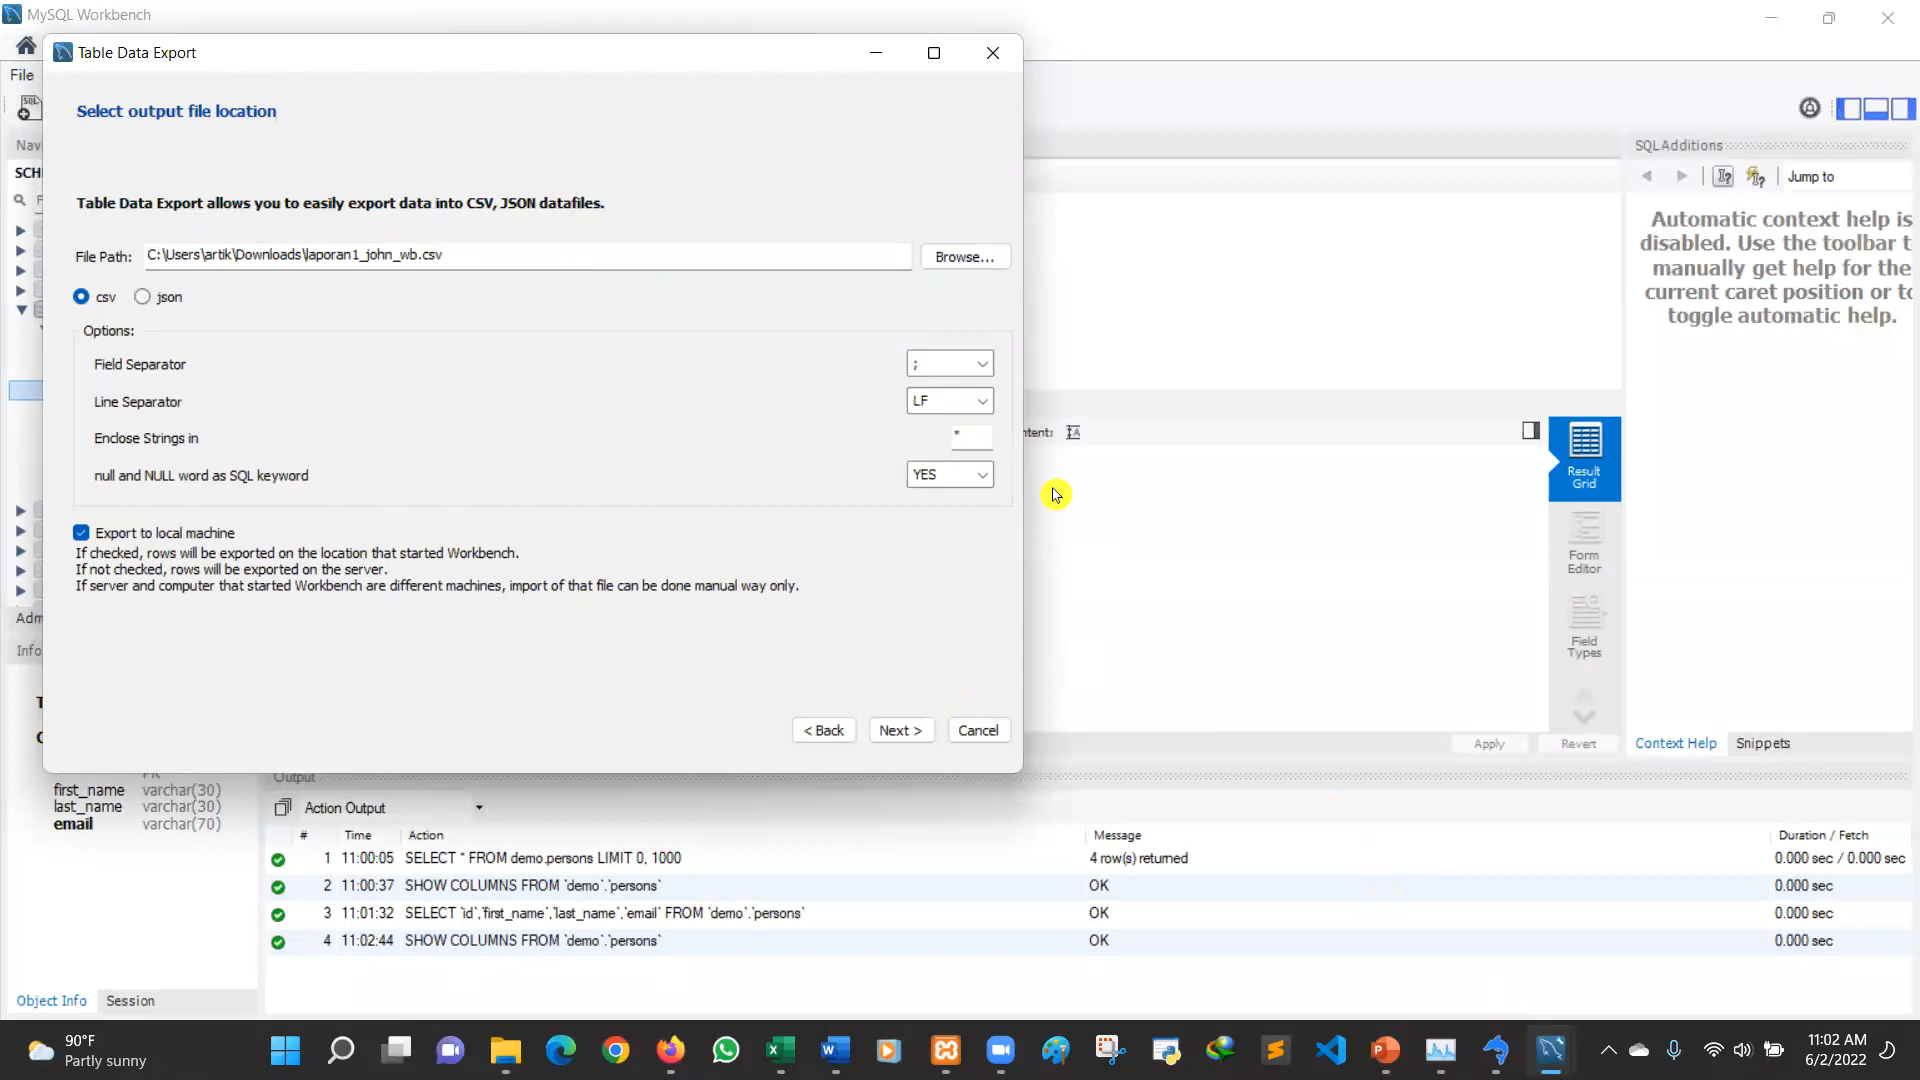 MySQL Workbench
Table Data Export
File
Select output file location
SQL
Navi
SQLAdditions
SCH
Jump to
Table Data Export allows you to easily export data into CSV, JSON datafiles.
Automatic context help is
disabled. Use the toolbar t
manually get help for the
current caret position or to
toggle automatic help.
File Path: C:\Users\artik\Downloads\laporan1_john_wb.csv Browse...
csv json
Options:
Field Separator ;
Line Separator LF
Enclose Strings in "
ntent:
null and NULL word as SQL keyword YES
Result
Grid
Export to local machine
If checked, rows will be exported on the location that started Workbench.
If not checked, rows will be exported on the server.
If server and computer that started Workbench are different machines, import of that file can be done manual way only.
Form
Editor
Field
Types
Adm
Info
< Back Next > Cancel
Apply Revert
Context Help Snippets
Output
first_name varchar(30)
last_name varchar(30)
email varchar(70)
Action Output
# Time Action Message Duration / Fetch
1 11:00:05 SELECT * FROM demo.persons LIMIT 0, 1000 4 row(s) returned 0.000 sec / 0.000 sec
2 11:00:37 SHOW COLUMNS FROM `demo`.`persons` OK 0.000 sec
3 11:01:32 SELECT `id`,`first_name`,`last_name`,`email` FROM `demo`.`persons` OK 0.000 sec
4 11:02:44 SHOW COLUMNS FROM `demo`.`persons` OK 0.000 sec
Object Info Session
90°F
Partly sunny
11:02 AM
6/2/2022